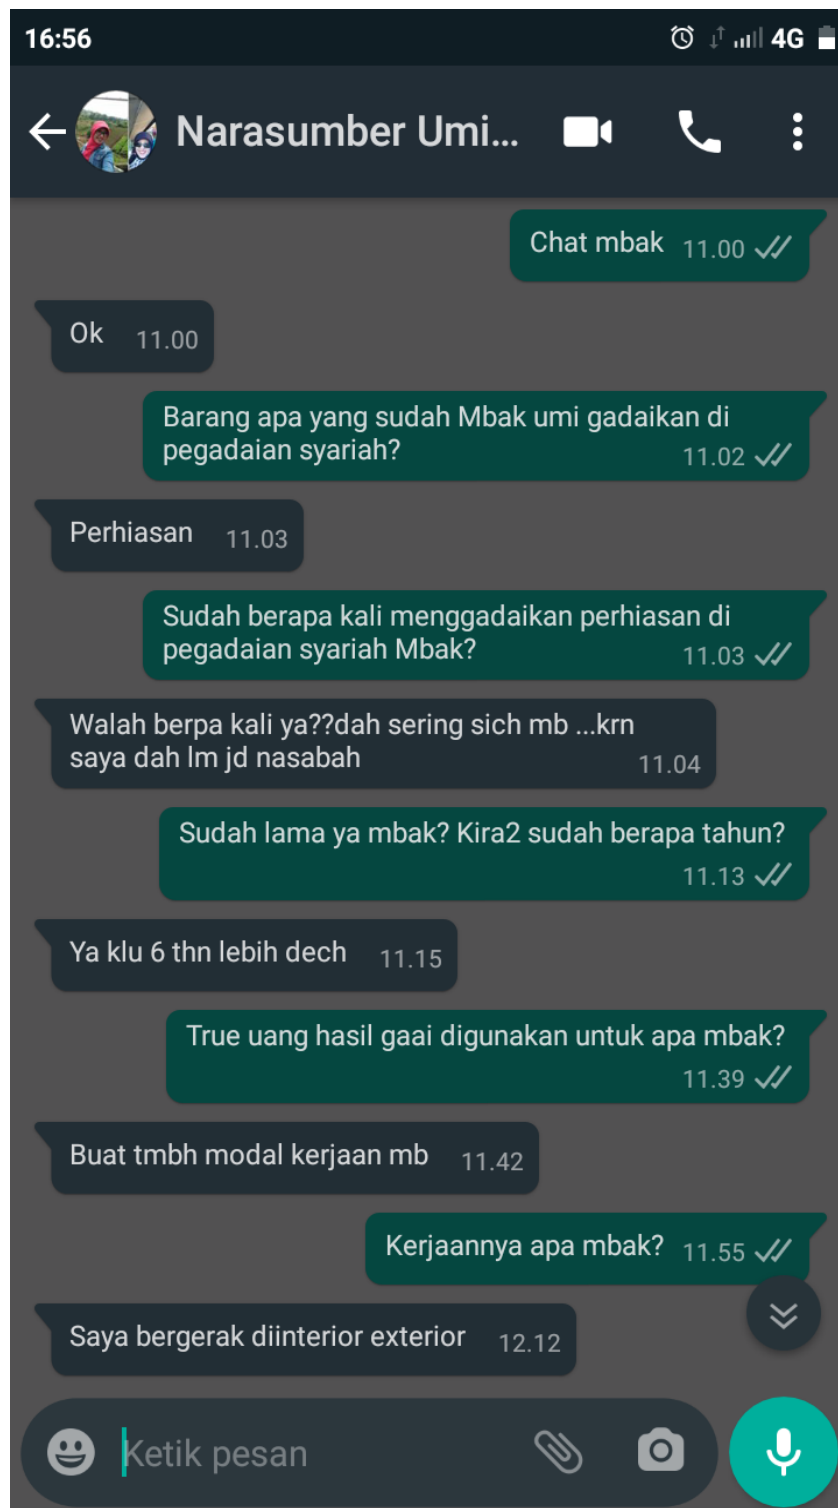 16:56
4G
Narasumber Umi...
Chat mbak 11.00
Ok 11.00
Barang apa yang sudah Mbak umi gadaikan di
pegadaian syariah? 11.02
Perhiasan 11.03
Sudah berapa kali menggadaikan perhiasan di
pegadaian syariah Mbak? 11.03
Walah berpa kali ya??dah sering sich mb ...krn
saya dah lm jd nasabah 11.04
Sudah lama ya mbak? Kira2 sudah berapa tahun?
11.13
Ya klu 6 thn lebih dech 11.15
True uang hasil gaai digunakan untuk apa mbak?
11.39
Buat tmbh modal kerjaan mb 11.42
Kerjaannya apa mbak? 11.55
Saya bergerak diinterior exterior 12.12
Ketik pesan